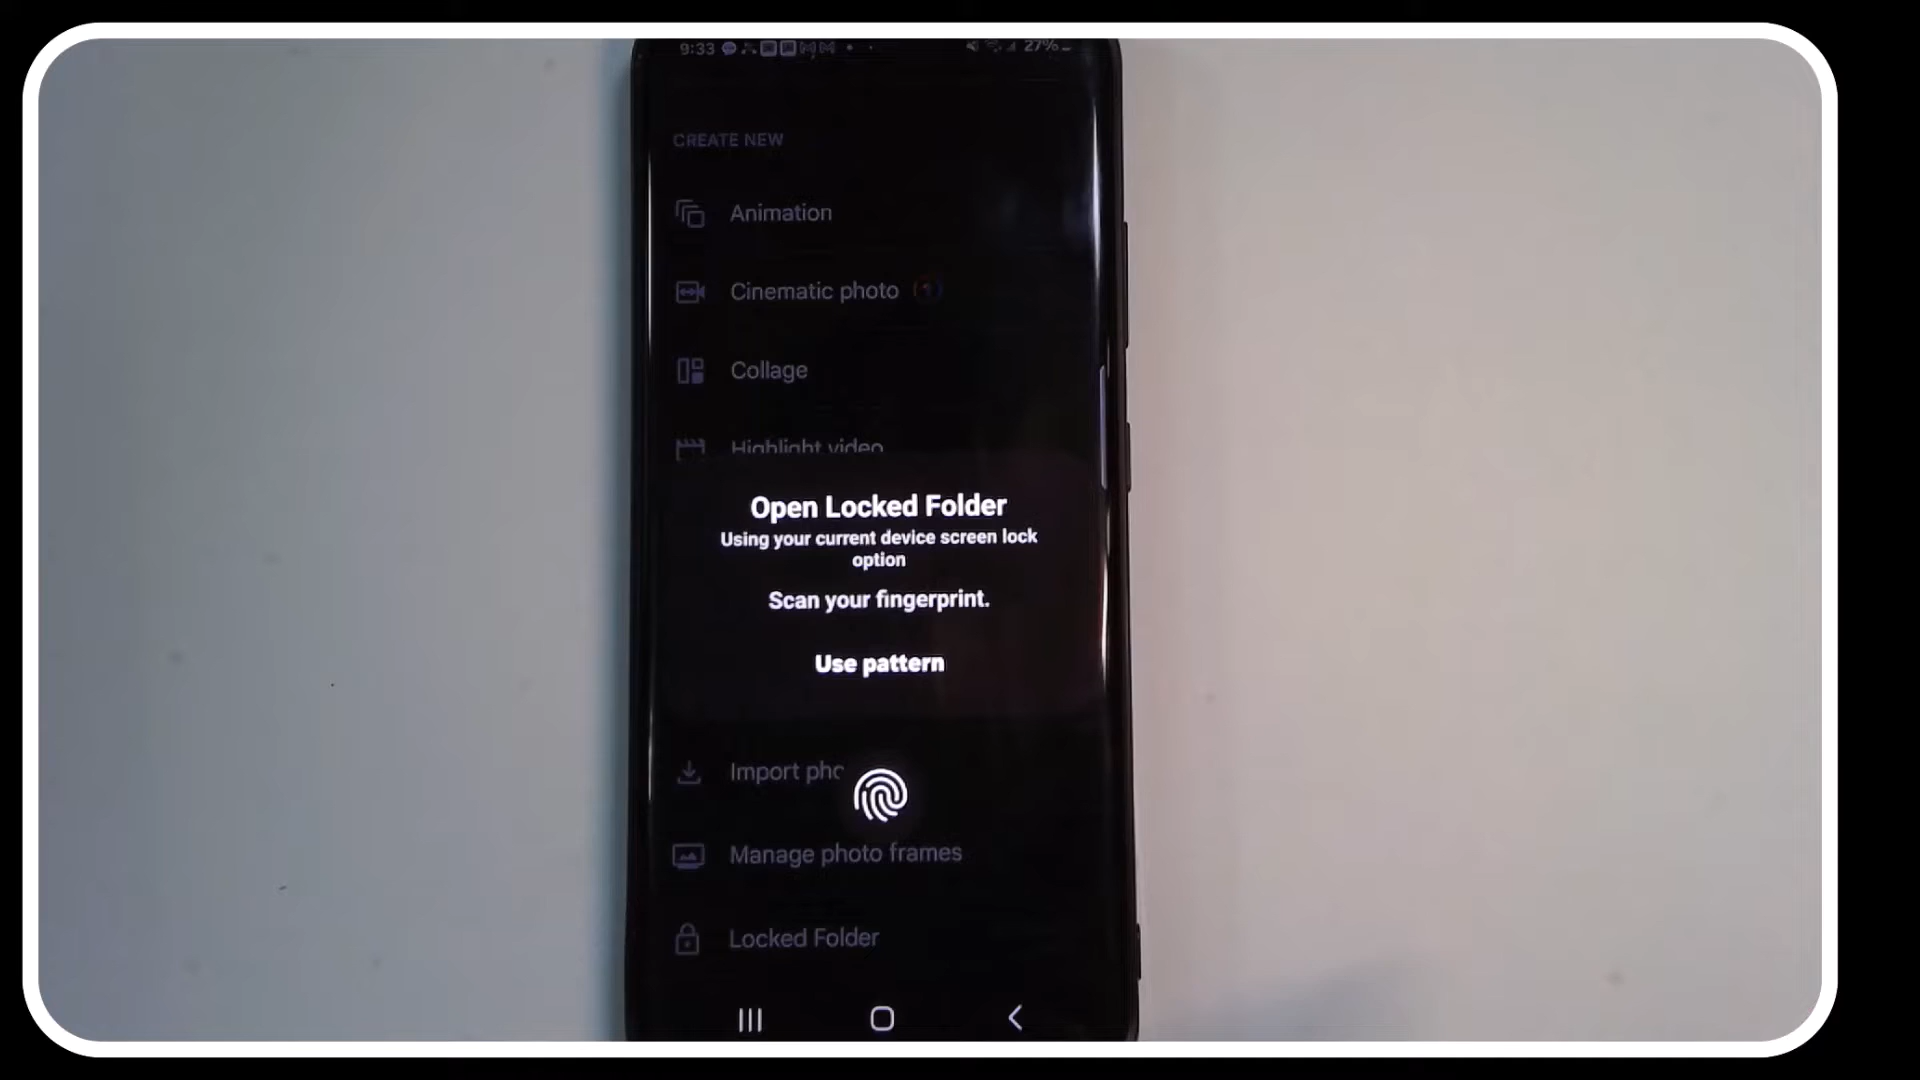 9:33
27%
CREATE NEW
Animation
Cinematic photo
Collage
Highlight video
Open Locked Folder
Using your current device screen lock
option
Scan your fingerprint.
Use pattern
Import pho
Manage photo frames
Locked Folder